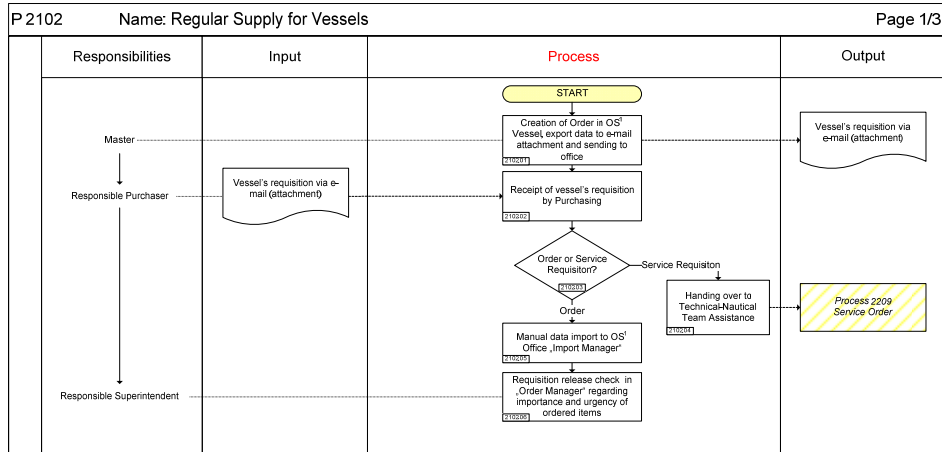 P 2102
Name: Regular Supply for Vessels
Page 1/3
Responsibilities
Input
Process
Output
START
Creation of Order in OS¹
Vessel, export data to e-mail
attachment and sending to
office
210201
Master
Vessel's requisition via
e-mail (attachment)
Responsible Purchaser
Vessel's requisition via e-
mail (attachment)
Receipt of vessel's requisition
by Purchasing
210202
Order or Service
Requisiton?
210203
Service Requisiton
Handing over to
Technical-Nautical
Team Assistance
210204
Process 2209
Service Order
Order
Manual data import to OS¹
Office „Import Manager“
210205
Responsible Superintendent
Requisition release check in
„Order Manager“ regarding
importance and urgency of
ordered items
210206